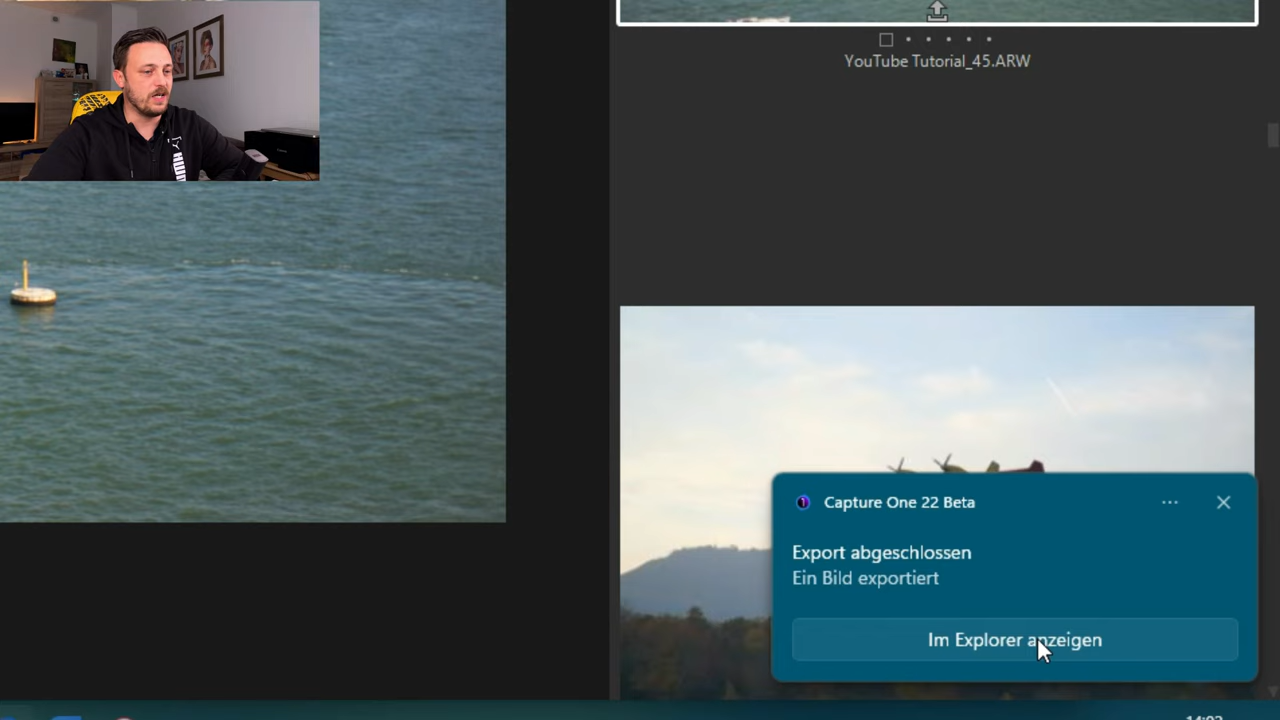 YouTube Tutorial_45.ARW
Capture One 22 Beta
Export abgeschlossen
Ein Bild exportiert
Im Explorer anzeigen